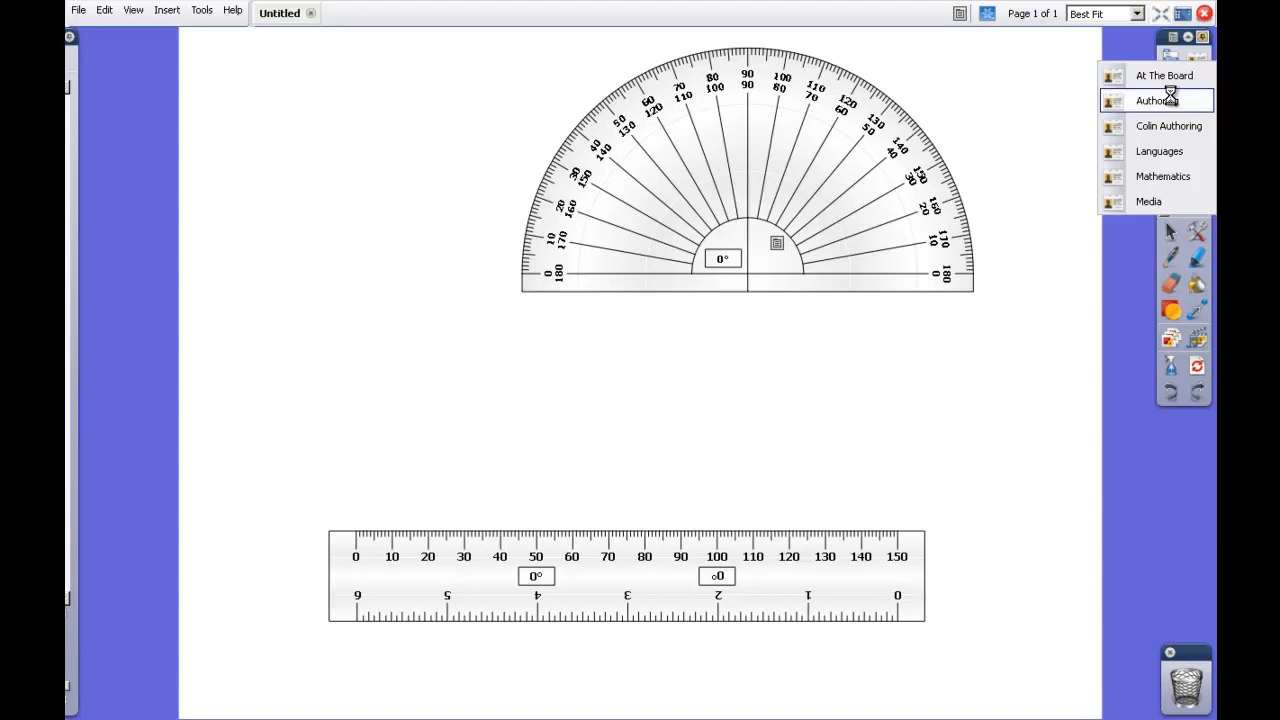 File Edit View Insert Tools Help
Untitled
Page 1 of 1
Best Fit
At The Board
Colin Authoring
Languages
Mathematics
Media
90
80 100
70 110
60 120
50 130
40 140
30 150
20 160
10 170
0 180
90
100 80
110 70
120 60
130 50
140 40
150 30
160 20
170 10
180 0
0°
0 10 20 30 40 50 60 70 80 90 100 110 120 130 140 150
0° 0°
6 5 4 3 2 1 0